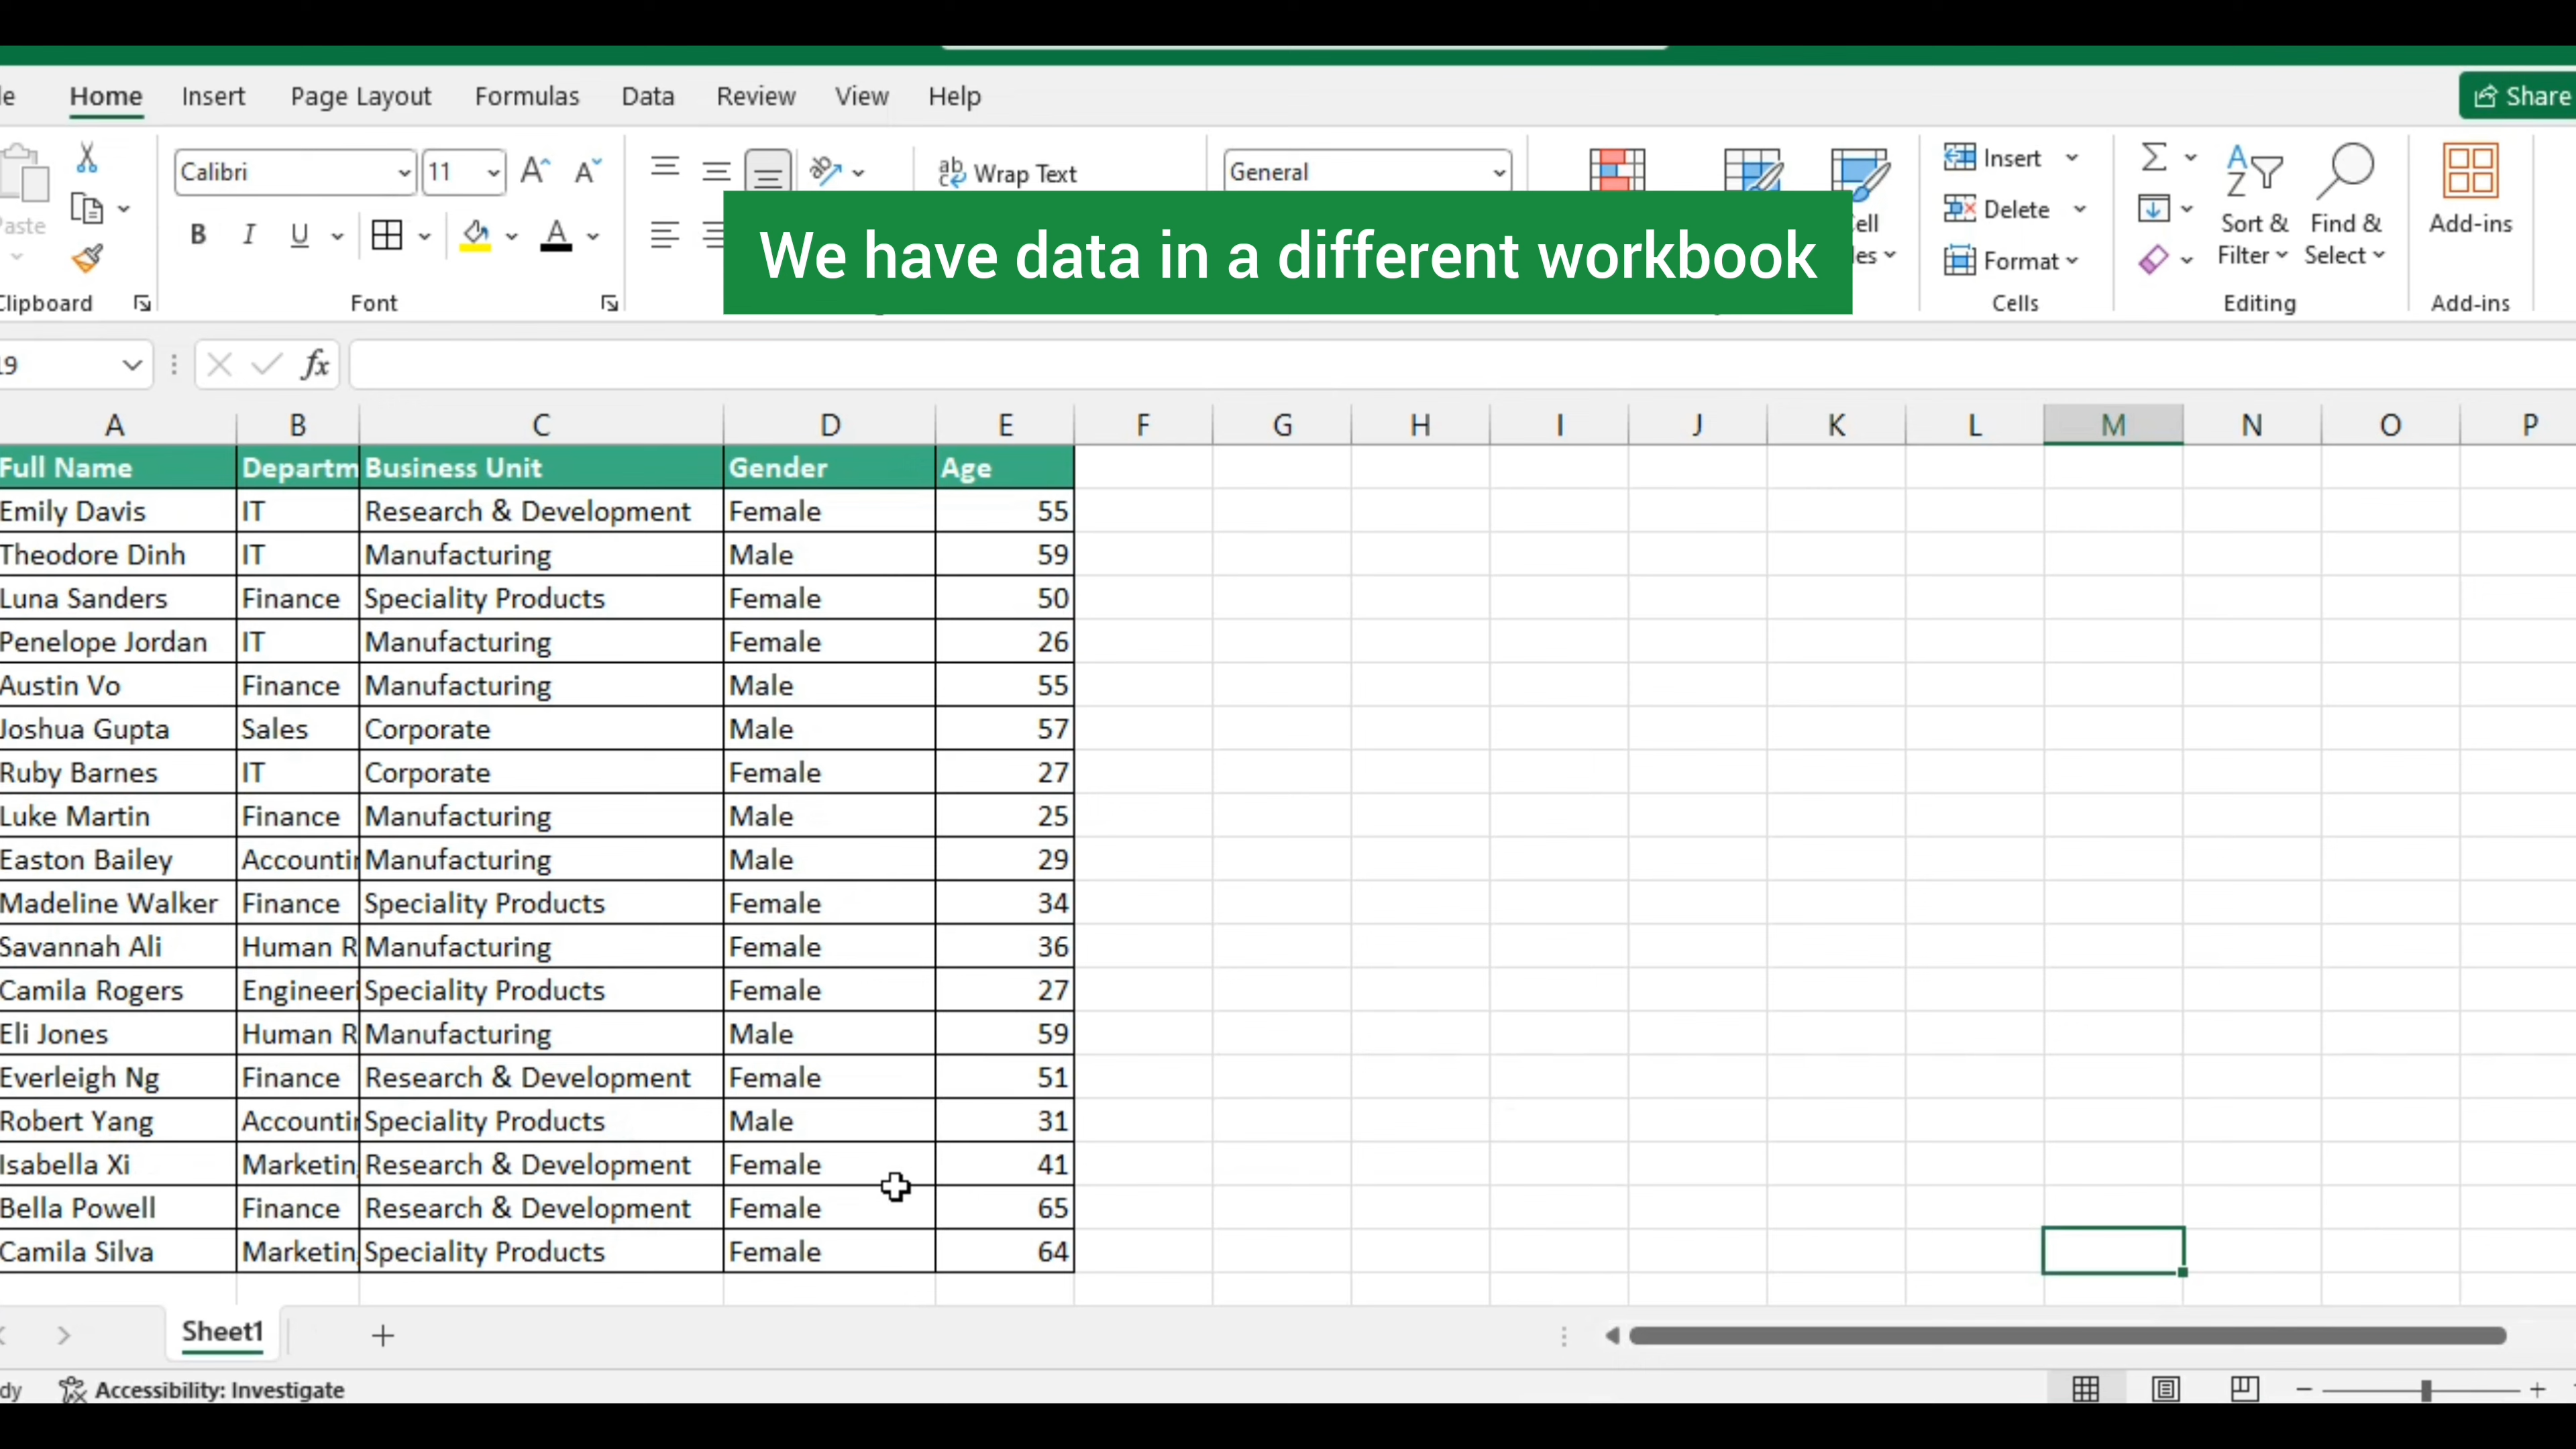 Home Insert Page Layout Formulas Data Review View Help Share
Calibri 11 Wrap Text General Insert
Delete
Paste B I U Sort & Filter Find & Select Add-ins
Format
We have data in a different workbook
Clipboard Font Cells Editing Add-ins
19 fx
A B C D E F G H I J K L M N O P
Full Name Departm Business Unit Gender Age
Emily Davis IT Research & Development Female 55
Theodore Dinh IT Manufacturing Male 59
Luna Sanders Finance Speciality Products Female 50
Penelope Jordan IT Manufacturing Female 26
Austin Vo Finance Manufacturing Male 55
Joshua Gupta Sales Corporate Male 57
Ruby Barnes IT Corporate Female 27
Luke Martin Finance Manufacturing Male 25
Easton Bailey Accountin Manufacturing Male 29
Madeline Walker Finance Speciality Products Female 34
Savannah Ali Human R Manufacturing Female 36
Camila Rogers Engineeri Speciality Products Female 27
Eli Jones Human R Manufacturing Male 59
Everleigh Ng Finance Research & Development Female 51
Robert Yang Accountin Speciality Products Male 31
Isabella Xi Marketin Research & Development Female 41
Bella Powell Finance Research & Development Female 65
Camila Silva Marketin Speciality Products Female 64
Sheet1
Accessibility: Investigate